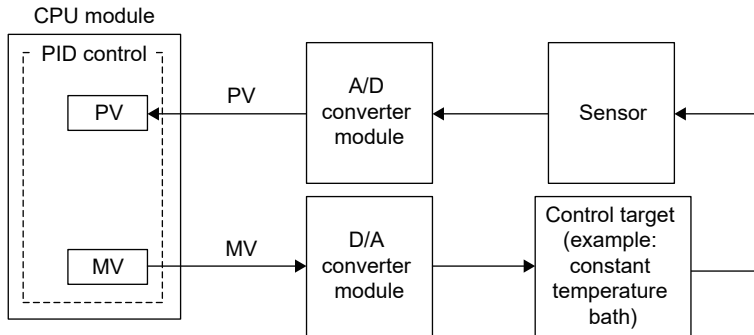 CPU module
PID control
PV
PV
A/D
converter
module
Sensor
MV
MV
D/A
converter
module
Control target
(example:
constant
temperature
bath)